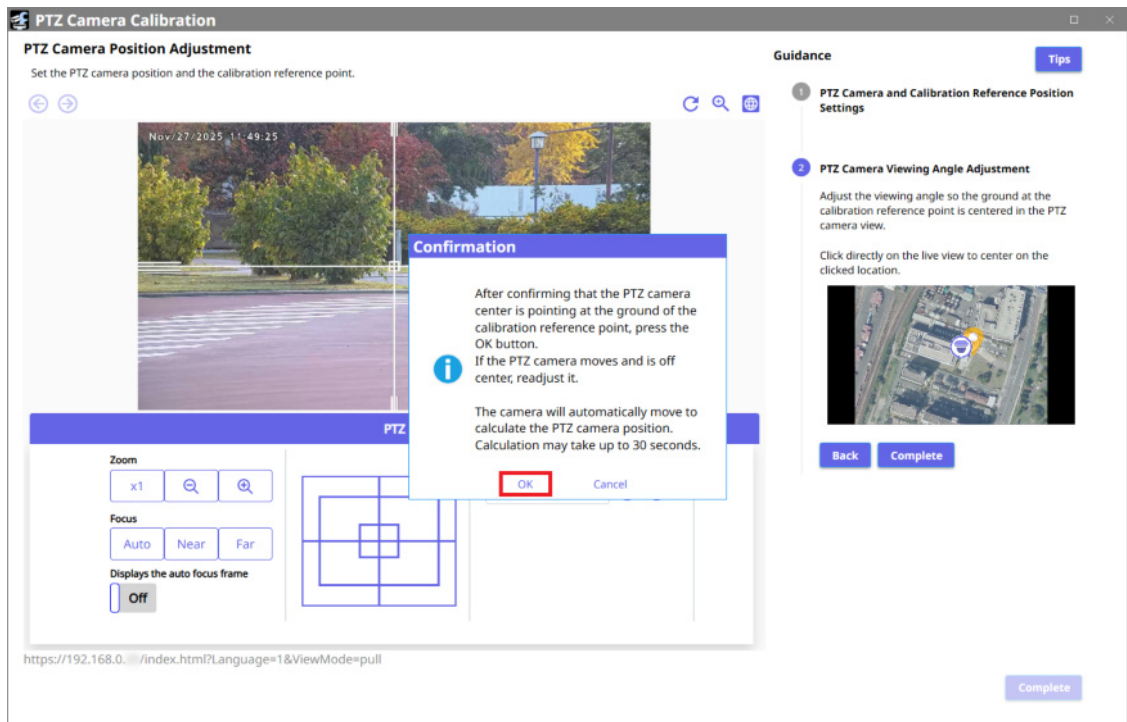 PTZ Camera Calibration
PTZ Camera Position Adjustment
Set the PTZ camera position and the calibration reference point.
Nov/27/2025 11:49:25
Confirmation
After confirming that the PTZ camera
center is pointing at the ground of the
calibration reference point, press the
OK button.
If the PTZ camera moves and is off
center, readjust it.
The camera will automatically move to
calculate the PTZ camera position.
Calculation may take up to 30 seconds.
OK Cancel
PTZ
Zoom
x1
Focus
Auto Near Far
Displays the auto focus frame
Off
https://192.168.0. /index.html?Language=1&ViewMode=pull
Guidance
Tips
1 PTZ Camera and Calibration Reference Position
Settings
2 PTZ Camera Viewing Angle Adjustment
Adjust the viewing angle so the ground at the
calibration reference point is centered in the PTZ
camera view.
Click directly on the live view to center on the
clicked location.
Back Complete
Complete